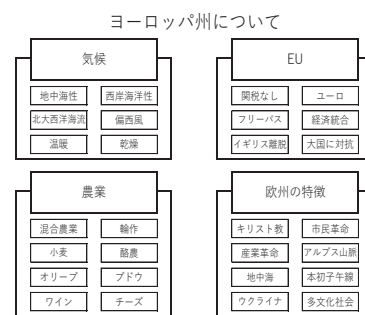 ヨーロッパ州について
気候
地中海性 西岸海洋性
北大西洋海流 偏西風
温暖 乾燥
EU
関税なし ユーロ
フリーパス 経済統合
イギリス離脱 大国に対抗
農業
混合農業 輪作
小麦 酪農
オリーブ ブドウ
ワイン チーズ
欧州の特徴
キリスト教 市民革命
産業革命 アルプス山脈
地中海 本初子午線
ウクライナ 多文化社会